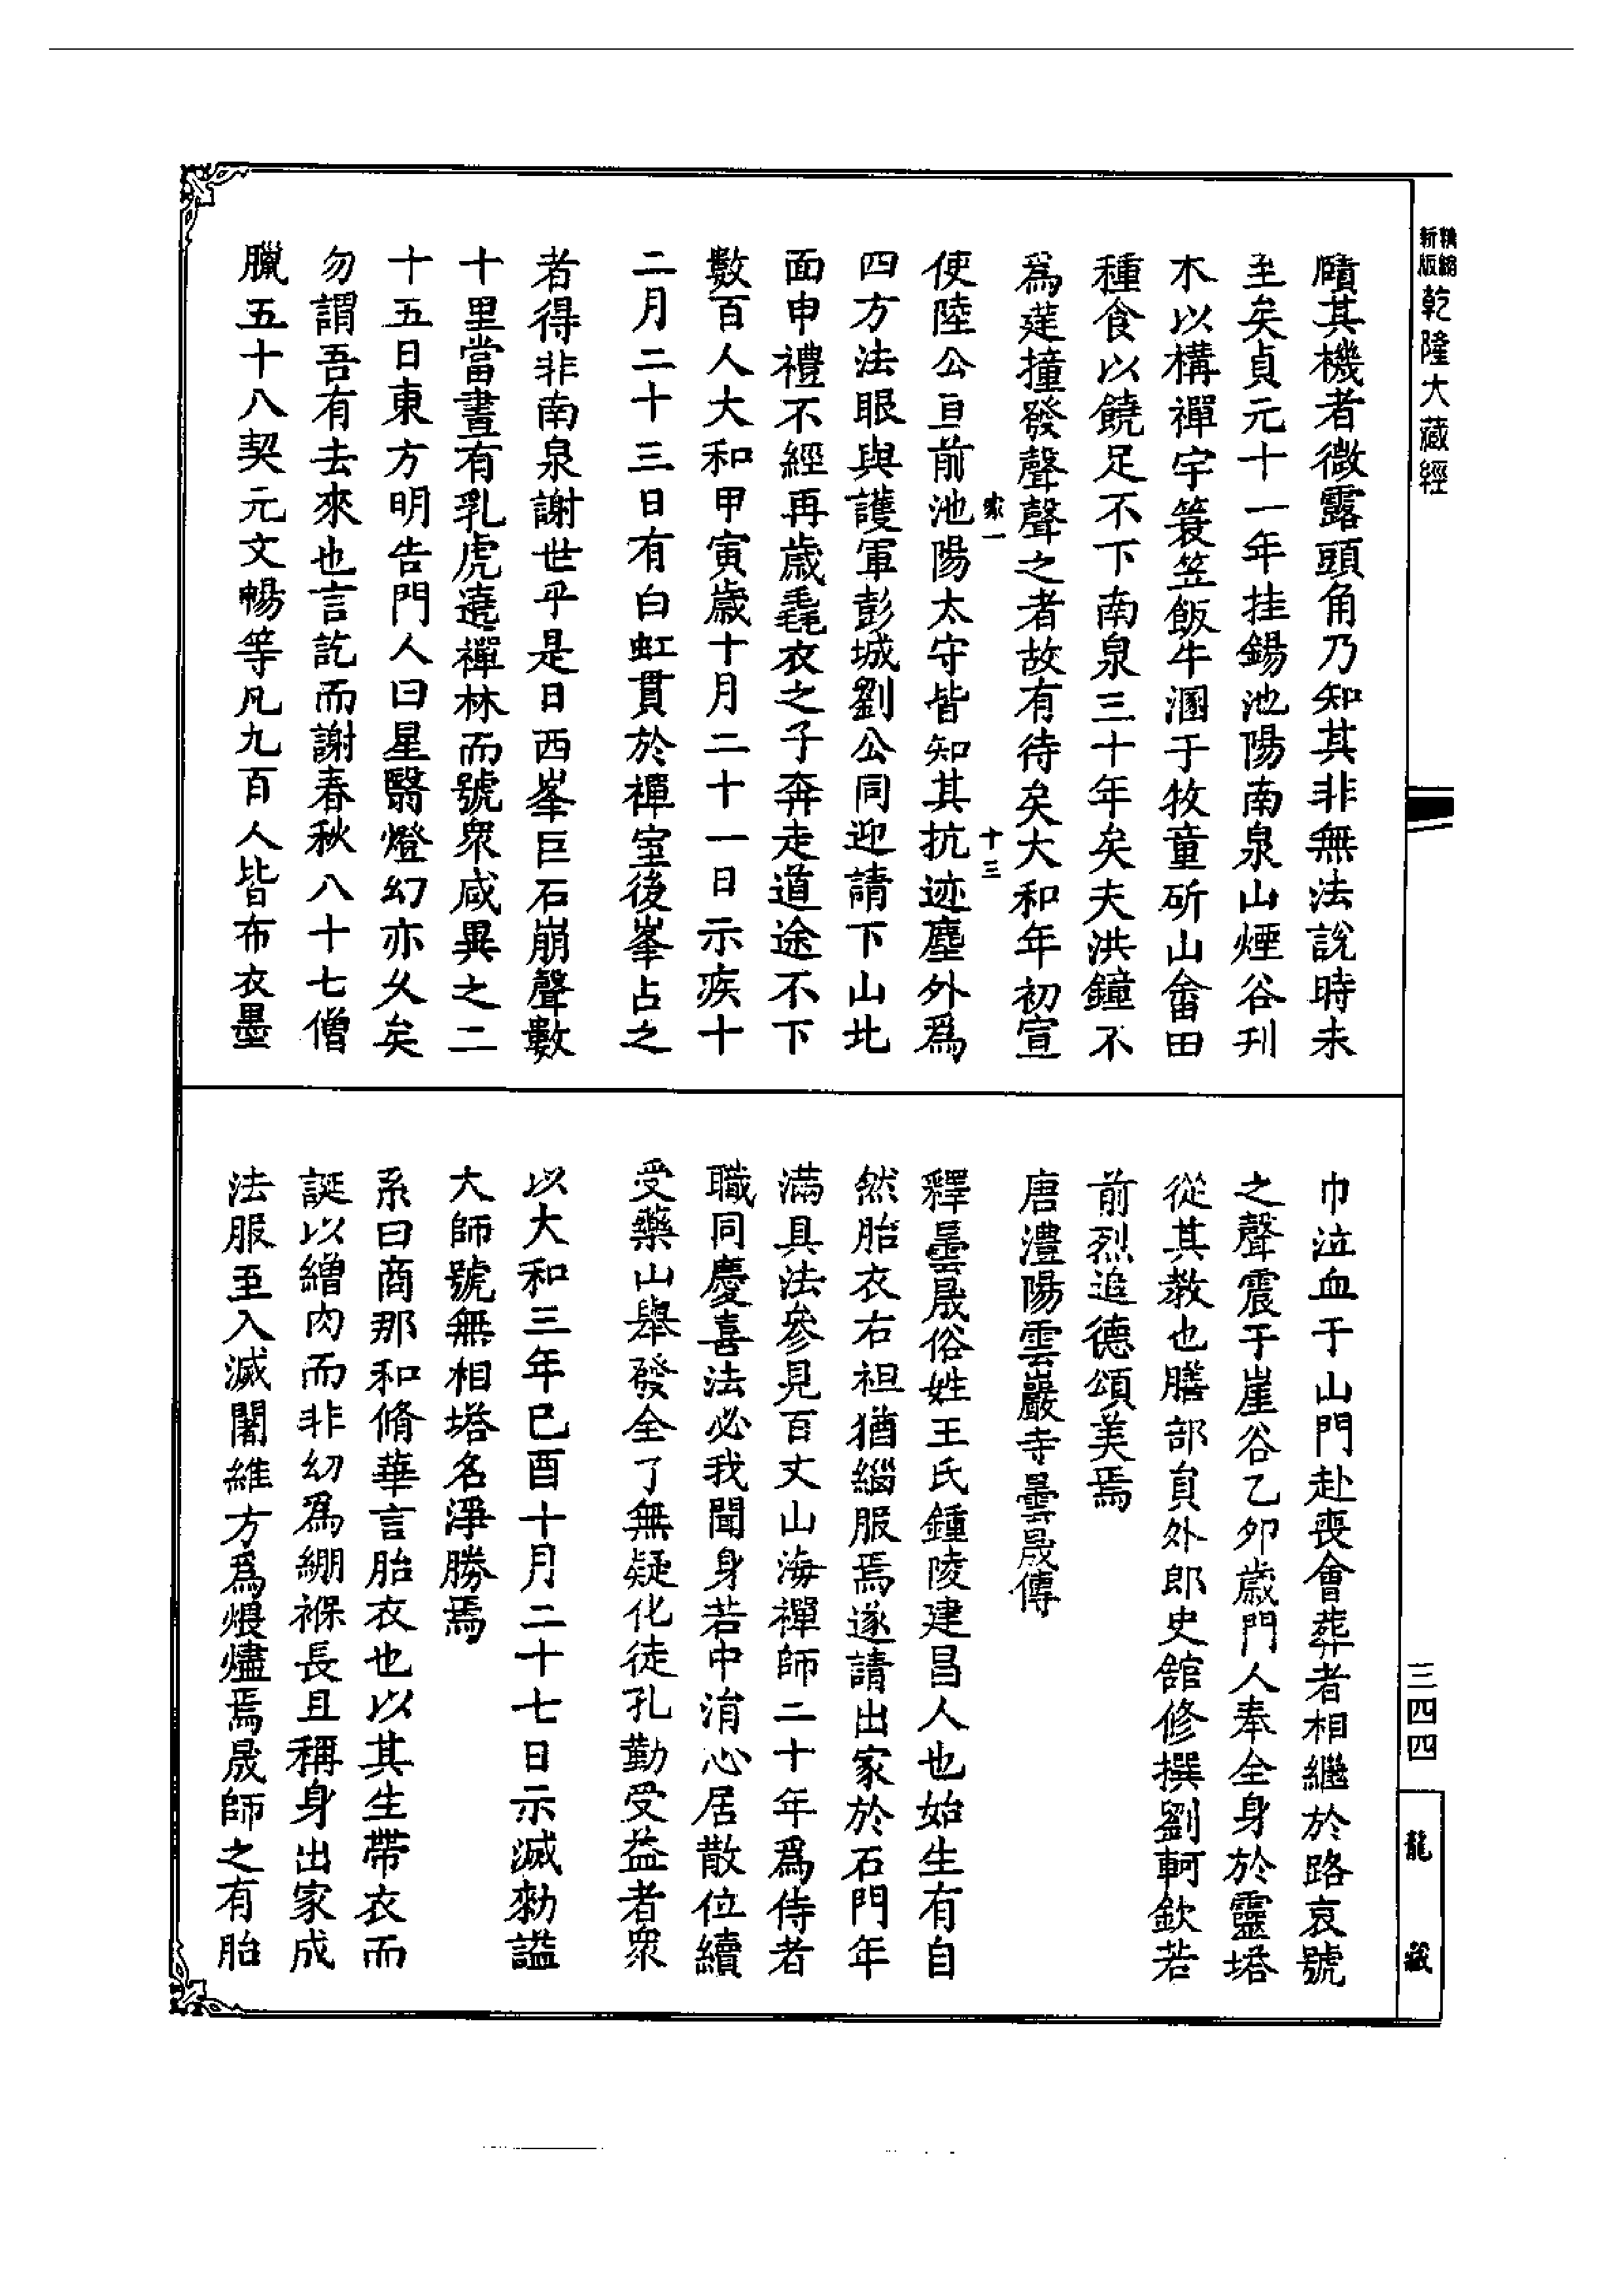 精縮新版乾隆大藏經
賾其機者微露頭角乃知其非無法說時未
至矣貞元十一年挂錫池陽南泉山煙谷刋
木以構禪宇簑笠飯牛溷于牧童斫山畬田
種食以饒足不下南泉三十年矣夫洪鐘不
爲莛撞發聲聲之者故有待矣大和年初宣
家一 十三
使陸公亘前池陽太守皆知其抗迹塵外爲
四方法眼與護軍彭城劉公同迎請下山北
面申禮不經再歲毳衣之子奔走道途不下
數百人大和甲寅歲十月二十一日示疾十
二月二十三日有白虹貫於禪室後峯占之
者得非南泉謝世乎是日西峯巨石崩聲數
十里當晝有乳虎遶禪林而號衆咸異之二
十五日東方明告門人曰星翳燈幻亦久矣
勿謂吾有去來也言訖而謝春秋八十七僧
臘五十八契元文暢等凡九百人皆布衣墨
巾泣血于山門赴喪會葬者相繼於路哀號
之聲震于崖谷乙夘歲門人奉全身於靈塔
從其教也膳部貟外郎史舘修撰劉軻欽若
前烈追德頌美焉
唐澧陽雲巖寺曇晟傳
釋曇晟俗姓王氏鍾陵建昌人也始生有自
然胎衣右袒猶緇服焉遂請出家於石門年
滿具法參見百丈山海禪師二十年爲侍者
職同慶喜法必我聞身若中涓心居散位續
受藥山舉發全了無疑化徒孔勤受益者衆
以大和三年巳酉十月二十七日示滅勑諡
大師號無相塔名淨勝焉
系曰商那和脩華言胎衣也以其生帶衣而
誕以繒肉而非幻爲繃褓長且稱身出家成
法服至入滅闍維方爲煨燼焉晟師之有胎
三四四
龍藏